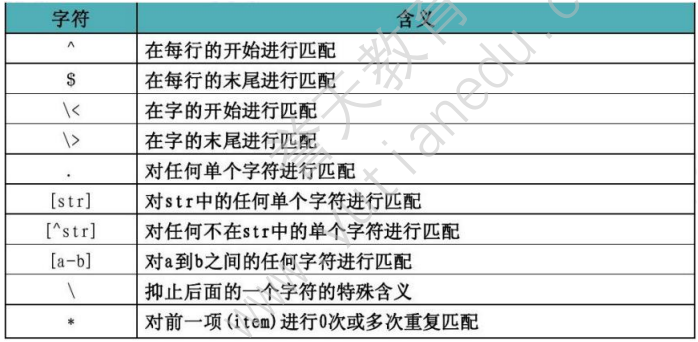 字符 含义
^ 在每行的开始进行匹配
$ 在每行的末尾进行匹配
\< 在字的开始进行匹配
\> 在字的末尾进行匹配
. 对任何单个字符进行匹配
[str] 对str中的任何单个字符进行匹配
[^str] 对任何不在str中的单个字符进行匹配
[a-b] 对a到b之间的任何字符进行匹配
\ 抑止后面的一个字符的特殊含义
* 对前一项(item)进行0次或多次重复匹配
誉天教育
www.yutianedu.c